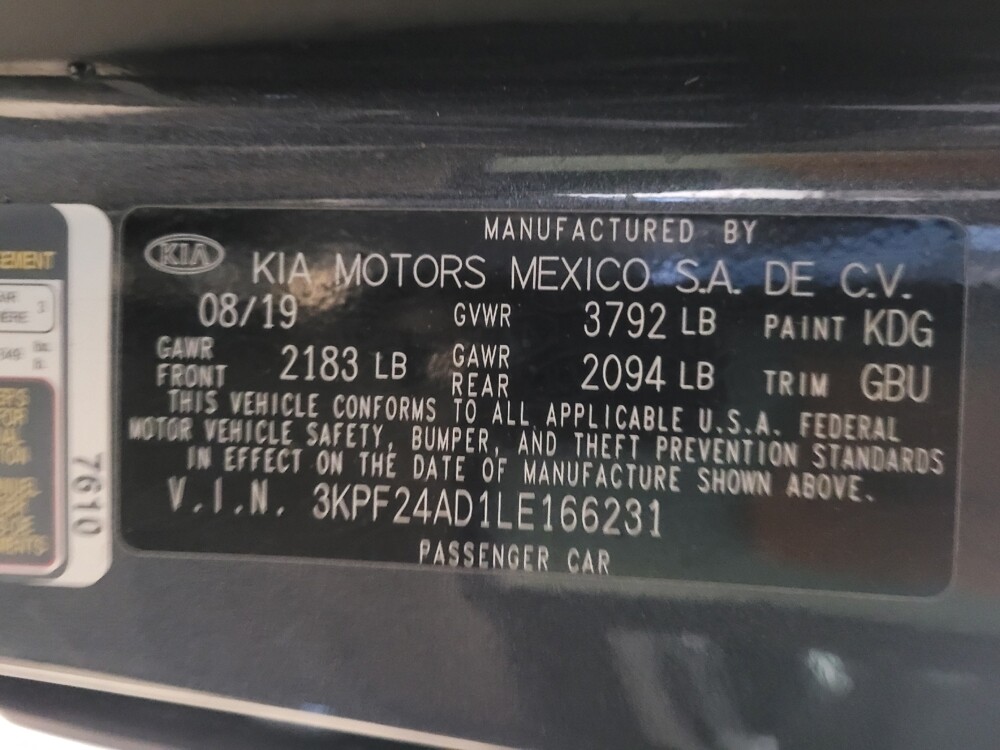 MANUFACTURED BY
KIA
KIA MOTORS MEXICO S.A. DE C.V.
08/19 GVWR 3792 LB PAINT KDG
GAWR FRONT 2183 LB GAWR REAR 2094 LB TRIM GBU
THIS VEHICLE CONFORMS TO ALL APPLICABLE U.S.A. FEDERAL
MOTOR VEHICLE SAFETY, BUMPER, AND THEFT PREVENTION STANDARDS
IN EFFECT ON THE DATE OF MANUFACTURE SHOWN ABOVE.
V.I.N. 3KPF24AD1LE166231
PASSENGER CAR
7610